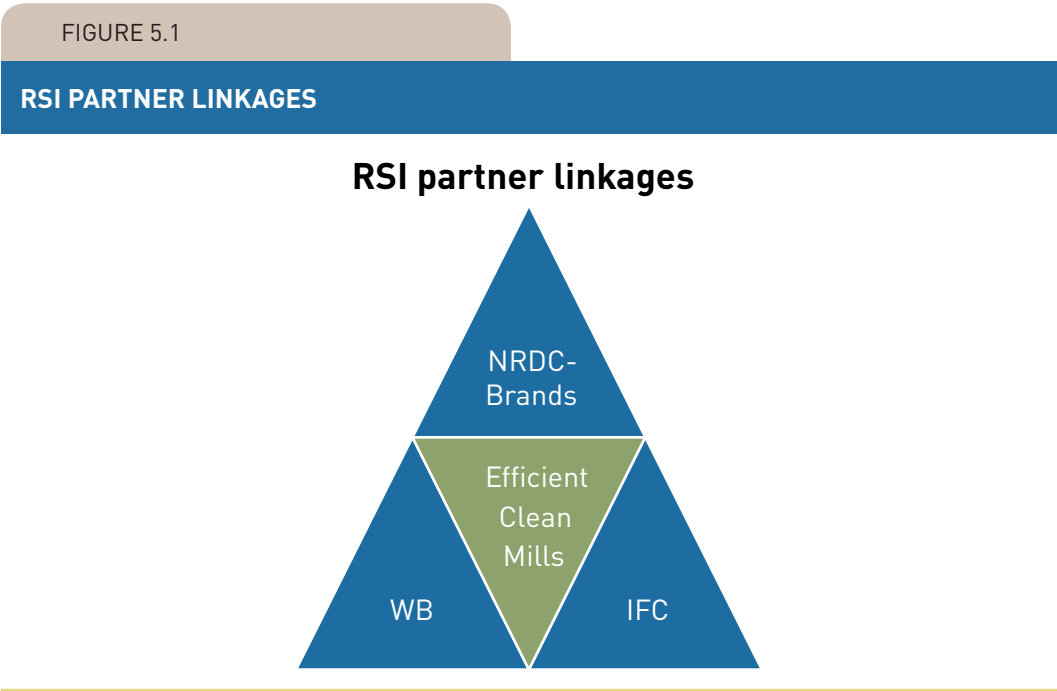 FIGURE 5.1
RSI PARTNER LINKAGES
RSI partner linkages
NRDC-
Brands
Efficient
Clean
Mills
WB
IFC